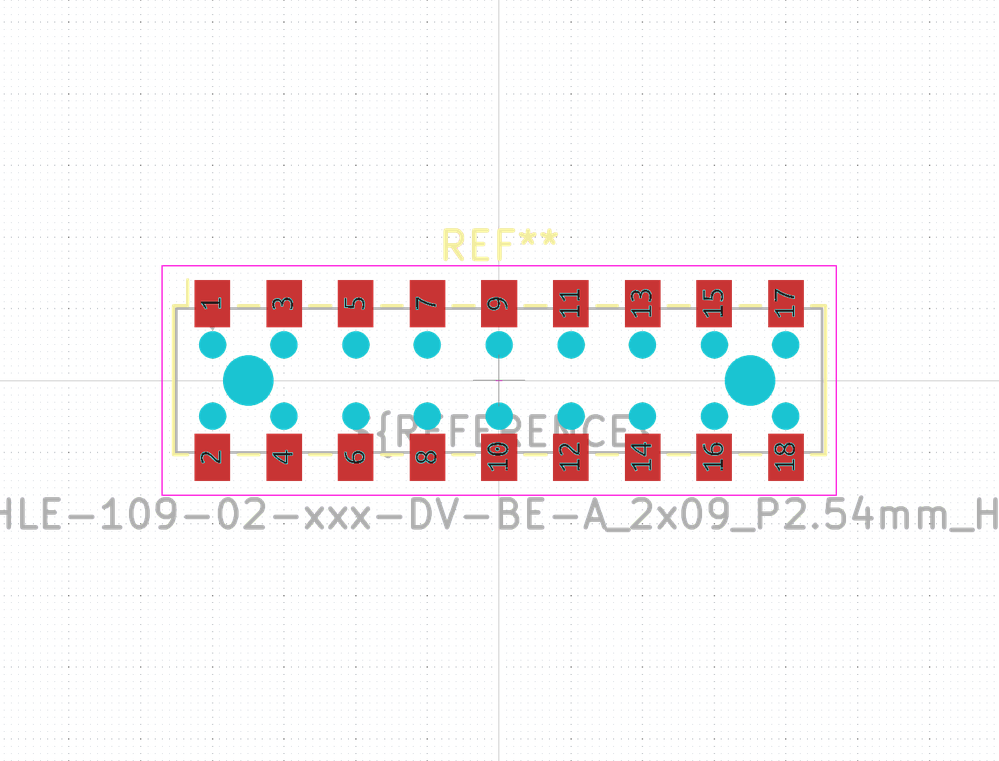 REF**
1 3 5 7 9 11 13 15 17
${REFERENCE}
2 4 6 8 10 12 14 16 18
HLE-109-02-xxx-DV-BE-A_2x09_P2.54mm_H